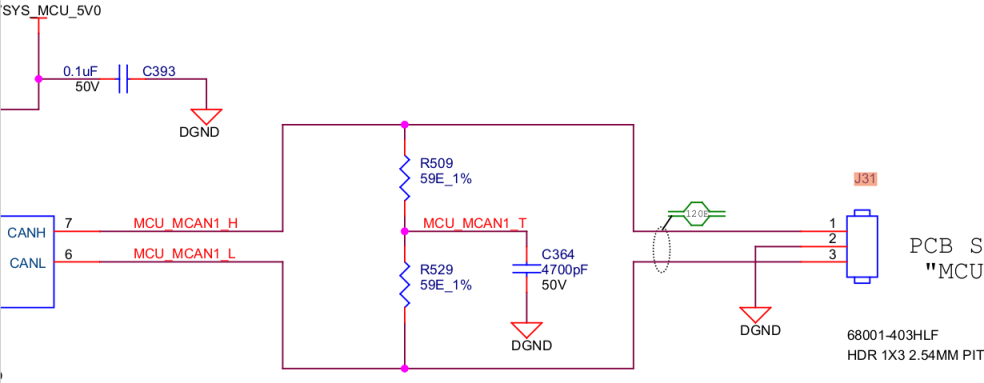 SYS_MCU_5V0
0.1uF
C393
50V
DGND
R509
59E_1%
J31
7
MCU_MCAN1_H
MCU_MCAN1_T
120E
1
CANH
2
PCB S
C364
6
MCU_MCAN1_L
3
CANL
R529
4700pF
"MCU
59E_1%
50V
DGND
DGND
68001-403HLF
HDR 1X3 2.54MM PIT